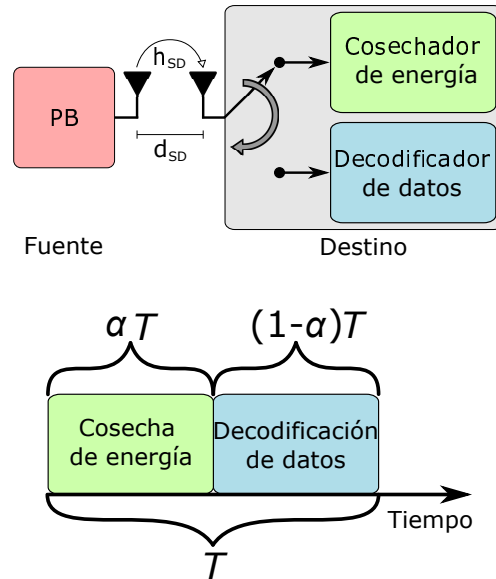 Cosechador
de energía
h_SD
PB
d_SD
Decodificador
de datos
Fuente
Destino
αT
(1-α)T
Cosecha
de energía
Decodificación
de datos
Tiempo
T